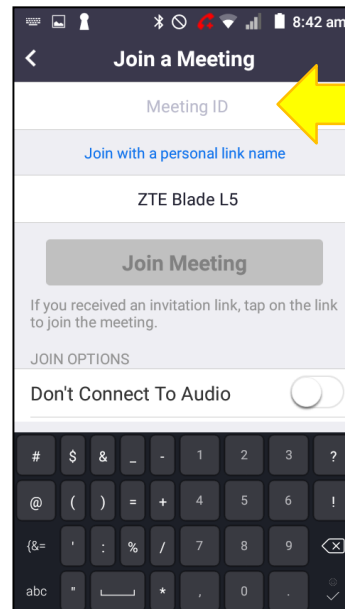 8:42 am
Join a Meeting
Meeting ID
Join with a personal link name
ZTE Blade L5
Join Meeting
If you received an invitation link, tap on the link
to join the meeting.
JOIN OPTIONS
Don't Connect To Audio
# $ & _ - 1 2 3 ?
@ ( ) = + 4 5 6 !
{&= ' : % / 7 8 9
abc " * , 0 .